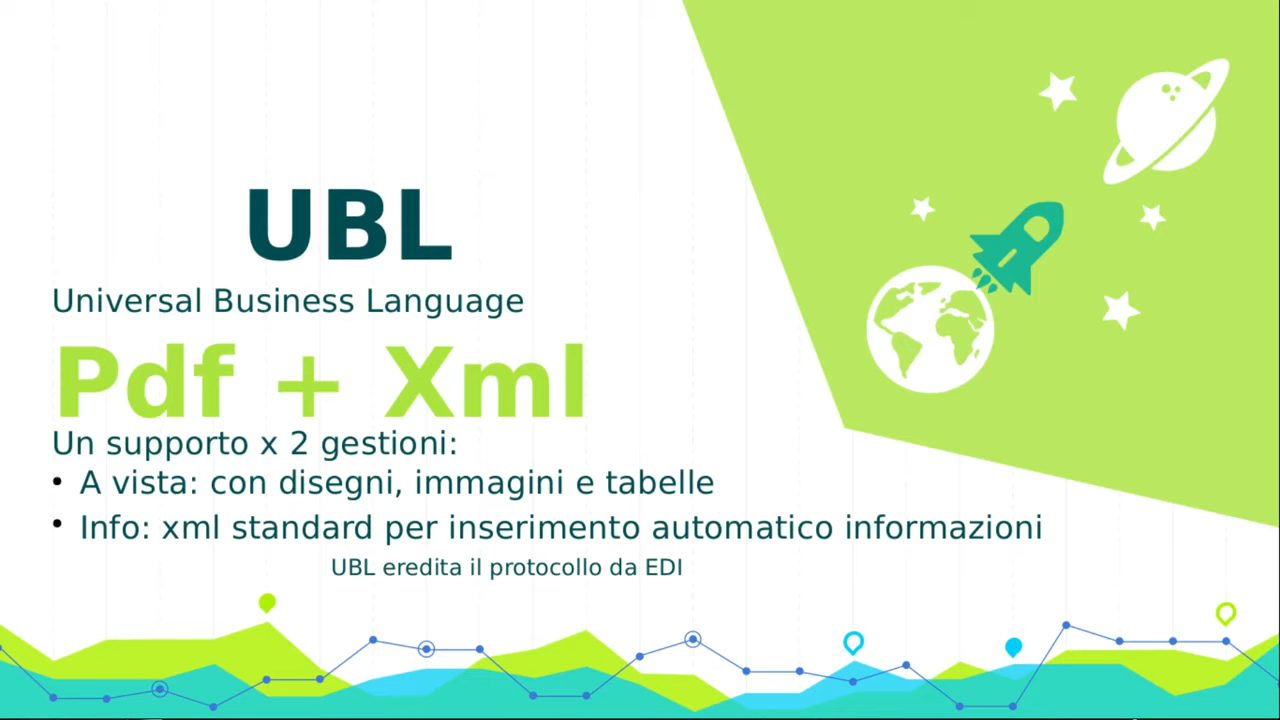 UBL
Universal Business Language
Pdf + Xml
Un supporto x 2 gestioni:
• A vista: con disegni, immagini e tabelle
• Info: xml standard per inserimento automatico informazioni
UBL eredita il protocollo da EDI